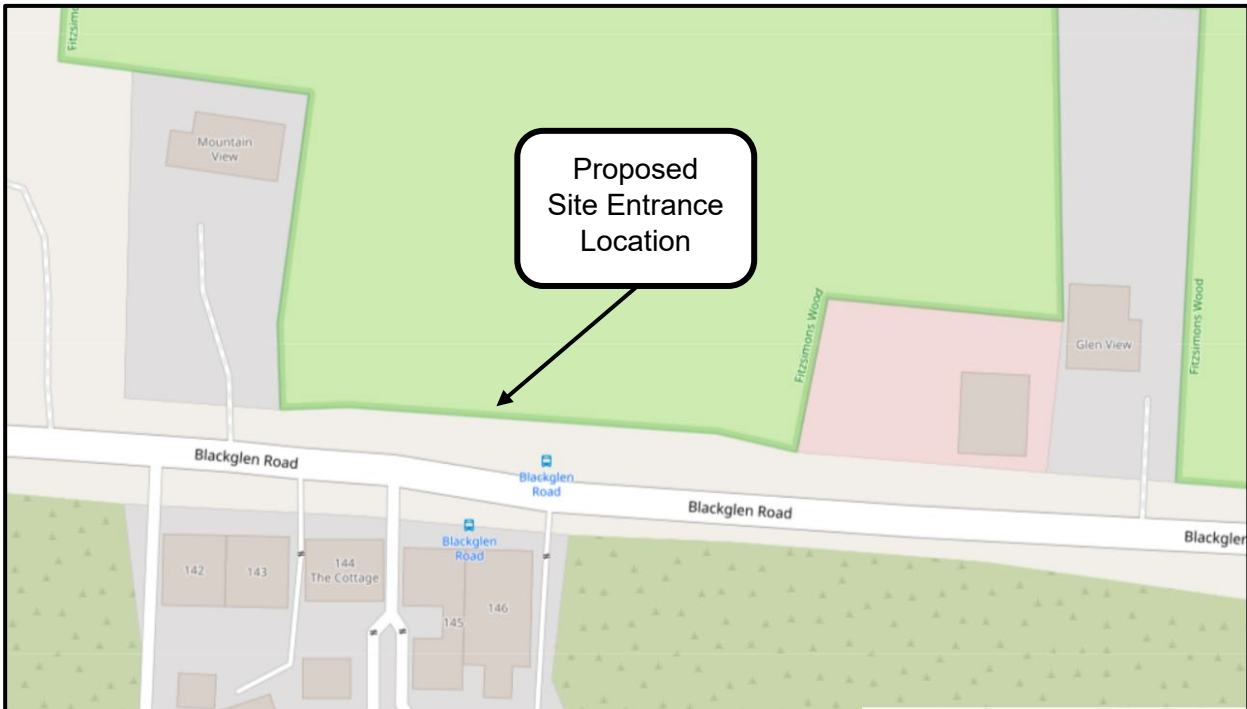 Fitzsimons
Mountain
View
Proposed
Site Entrance
Location
Fitzsimons Wood
Glen View
Fitzsimons Wood
Blackglen Road
Blackglen
Road
Blackglen Road
Blackglen
Blackglen
Road
142
143
144
The Cottage
145
146